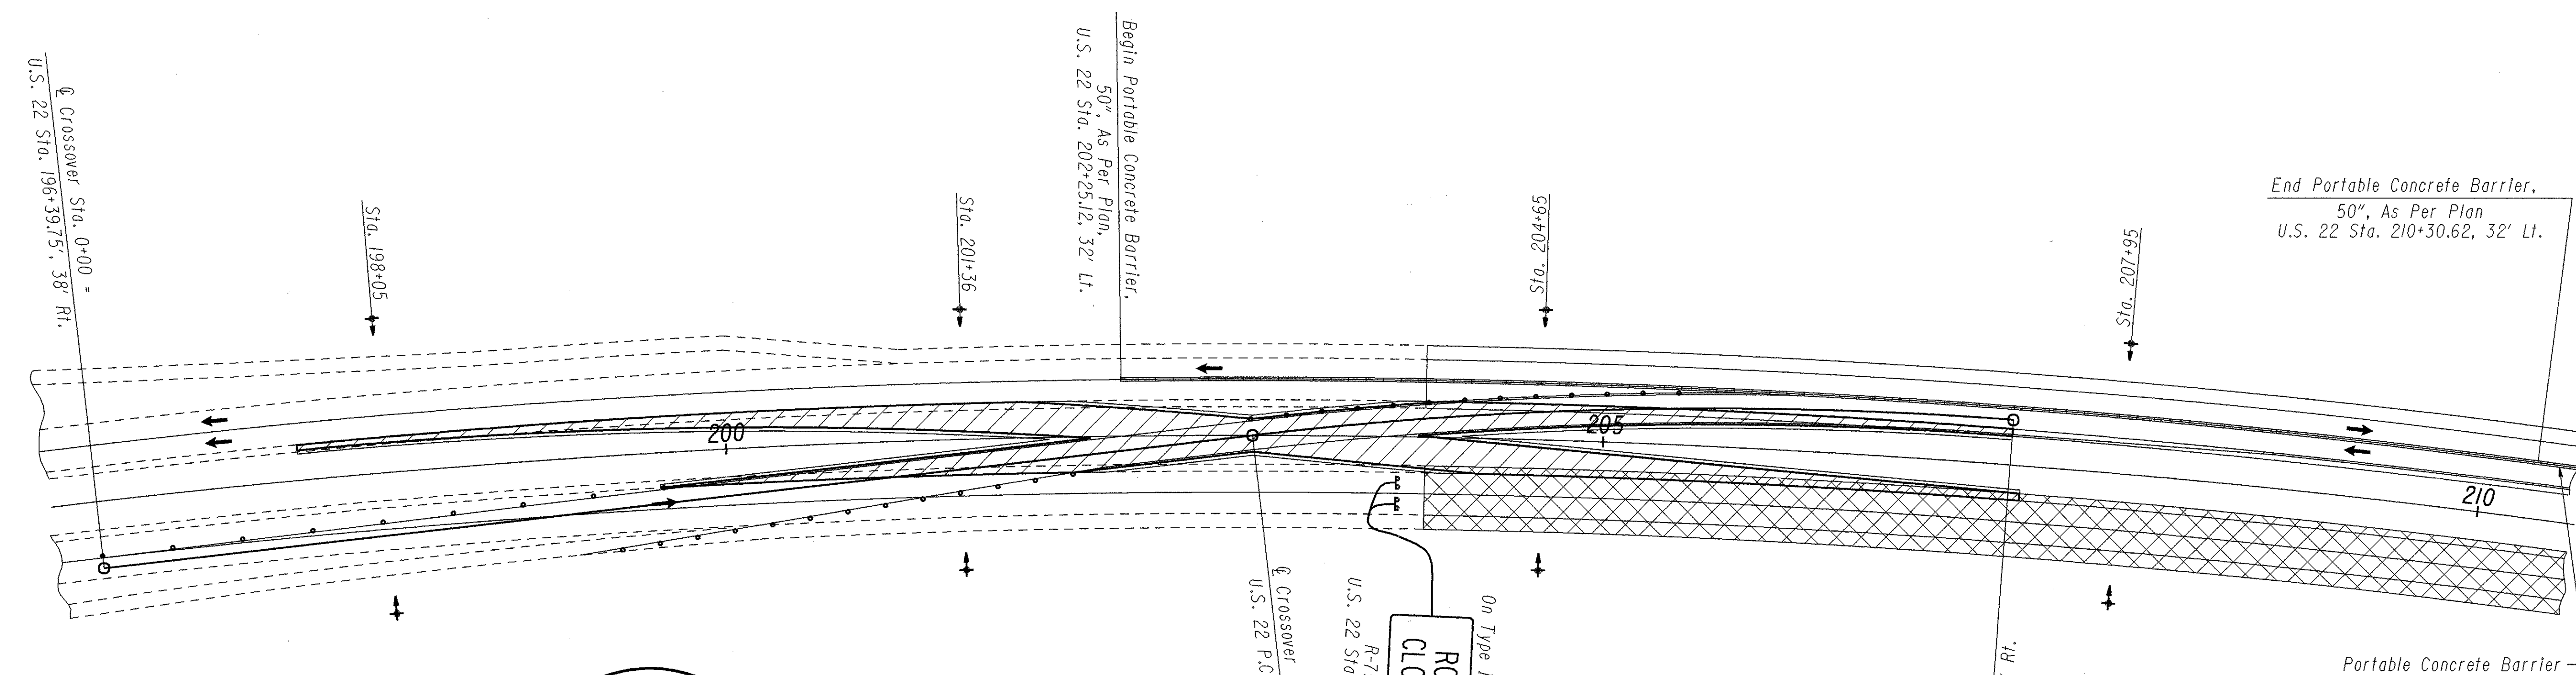 ℄ Crossover Sta. 0+00 =
U.S. 22 Sta. 196+39.75', 38' Rt.
Sta. 198+05
Sta. 201+36
Begin Portable Concrete Barrier,
50", As Per Plan,
U.S. 22 Sta. 202+25.12, 32' Lt.
Sta. 204+65
Sta. 207+95
End Portable Concrete Barrier,
50", As Per Plan
U.S. 22 Sta. 210+30.62, 32' Lt.
200
205
210
℄ Crossover
U.S. 22 P.C
On Type
R-7
U.S. 22 Sta
RO
CLO
Rt.
Portable Concrete Barrier